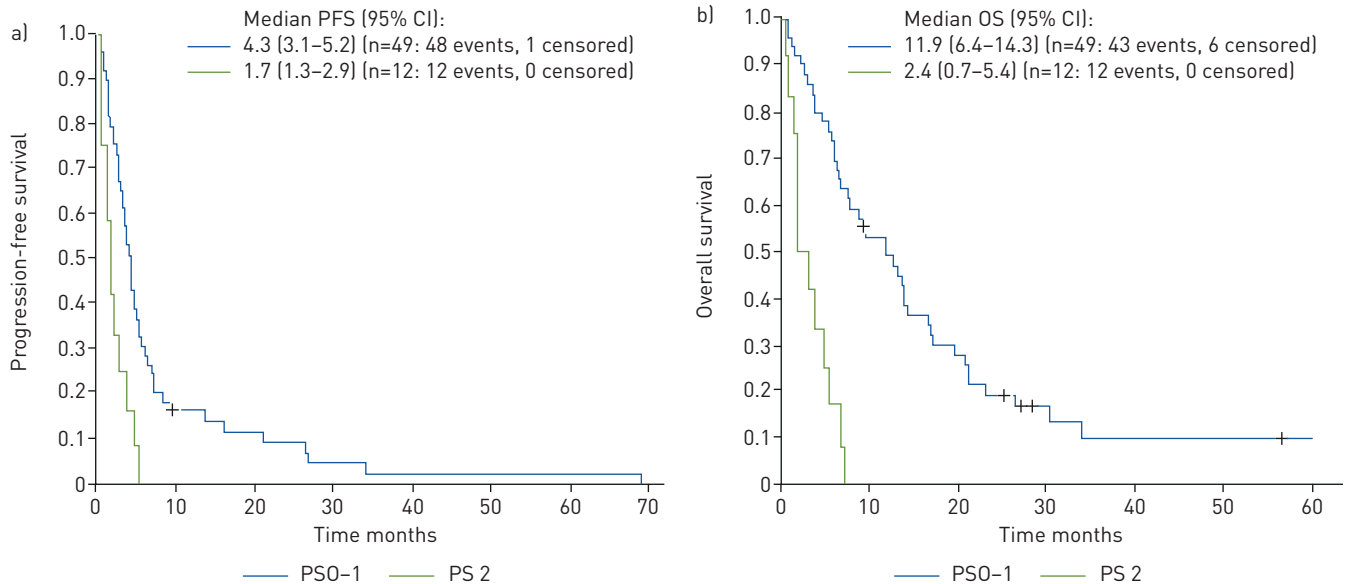 a)
Median PFS (95% CI):
4.3 (3.1–5.2) (n=49: 48 events, 1 censored)
1.7 (1.3–2.9) (n=12: 12 events, 0 censored)
Progression-free survival
1.0
0.9
0.8
0.7
0.6
0.5
0.4
0.3
0.2
0.1
0
0 10 20 30 40 50 60 70
Time months
PS0–1 PS 2
b)
Median OS (95% CI):
11.9 (6.4–14.3) (n=49: 43 events, 6 censored)
2.4 (0.7–5.4) (n=12: 12 events, 0 censored)
Overall survival
1.0
0.9
0.8
0.7
0.6
0.5
0.4
0.3
0.2
0.1
0
0 10 20 30 40 50 60
Time months
PS0–1 PS 2